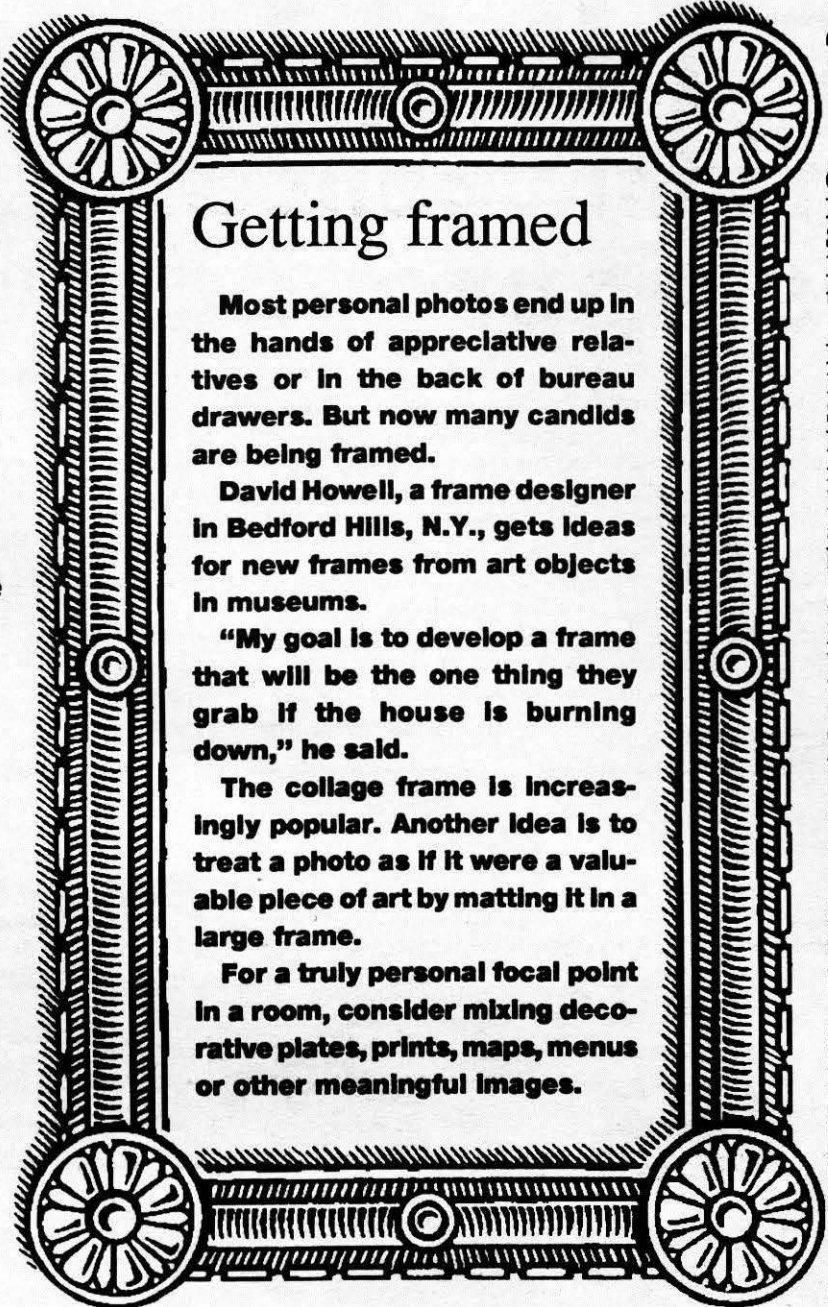 Getting framed
Most personal photos end up in
the hands of appreciative rela-
tives or in the back of bureau
drawers. But now many candids
are being framed.
David Howell, a frame designer
in Bedford Hills, N.Y., gets ideas
for new frames from art objects
in museums.
“My goal is to develop a frame
that will be the one thing they
grab if the house is burning
down,” he said.
The collage frame is increas-
ingly popular. Another idea is to
treat a photo as if it were a valu-
able piece of art by matting it in a
large frame.
For a truly personal focal point
in a room, consider mixing deco-
rative plates, prints, maps, menus
or other meaningful images.